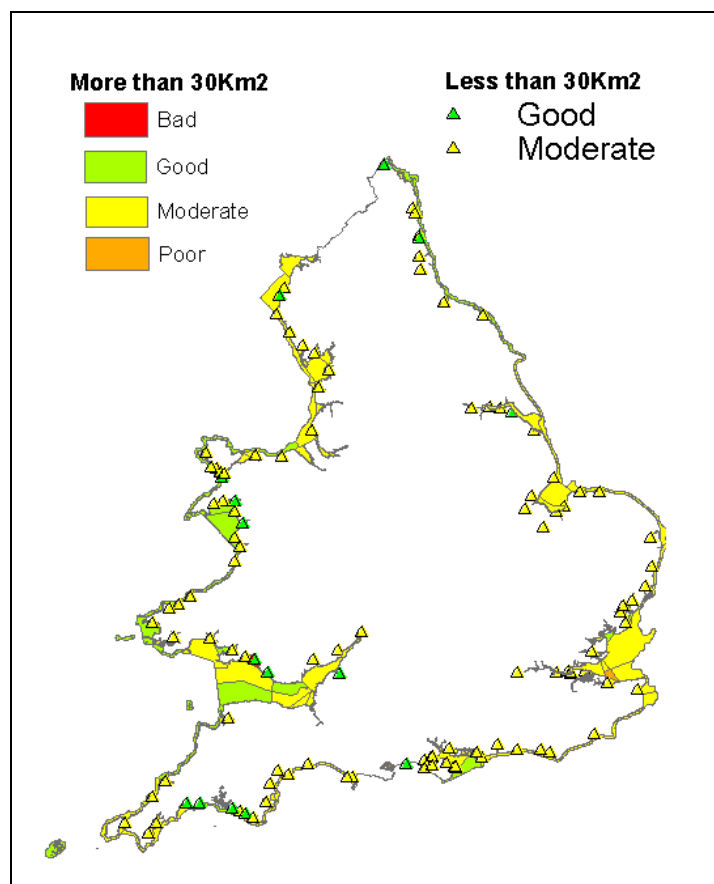 More than 30Km2
Bad
Good
Moderate
Poor
Less than 30Km2
Good
Moderate